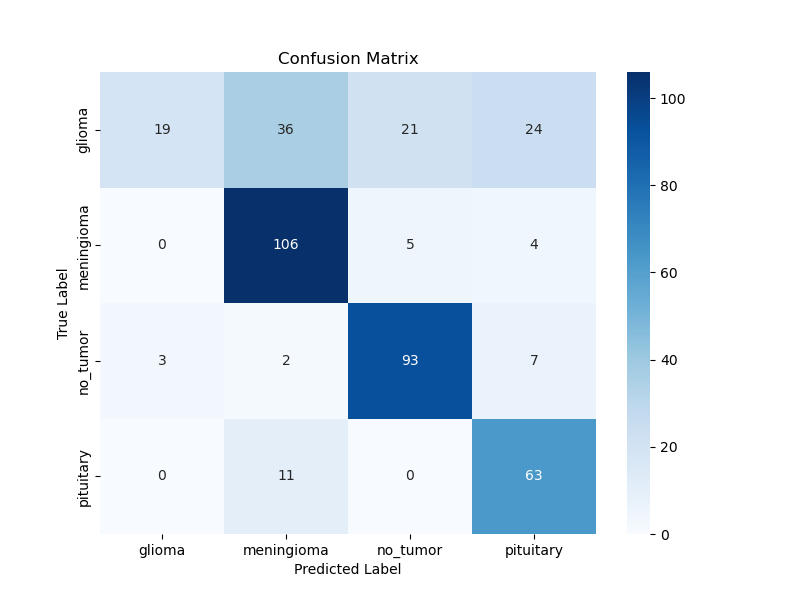 Confusion Matrix
True Label
glioma 19 36 21 24
meningioma 0 106 5 4
no_tumor 3 2 93 7
pituitary 0 11 0 63
glioma meningioma no_tumor pituitary
Predicted Label
100
80
60
40
20
0